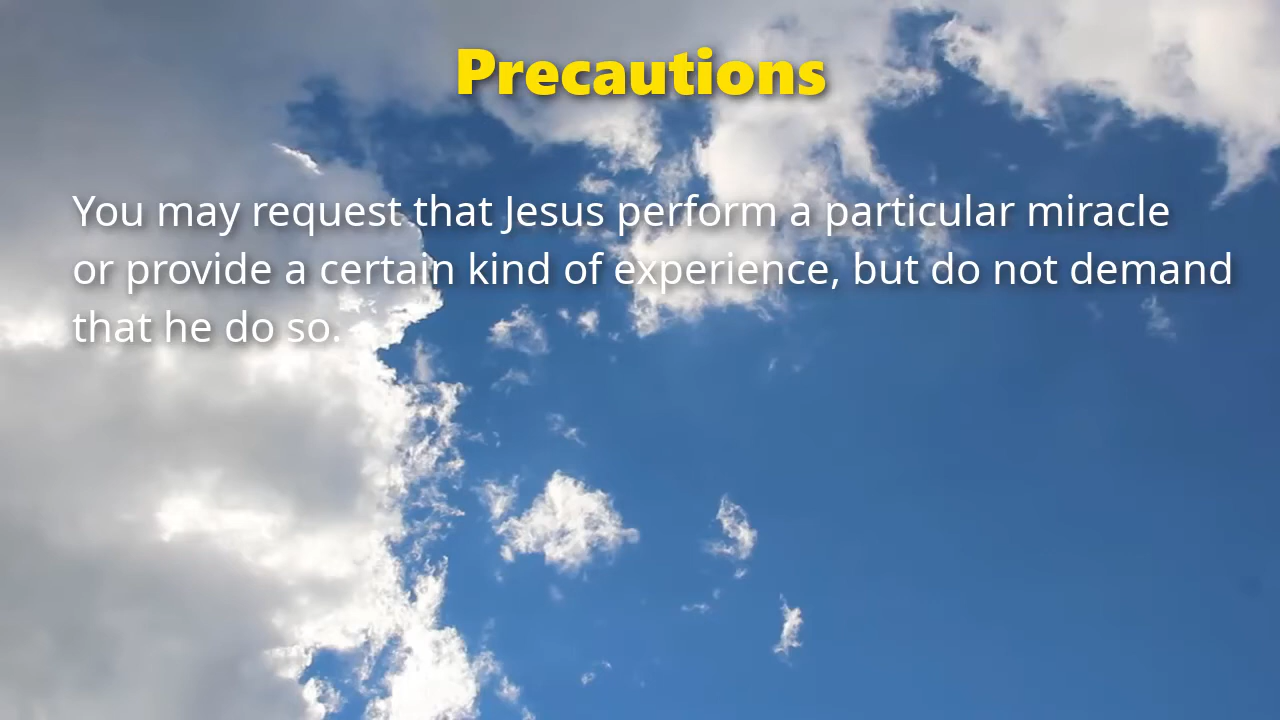 Precautions
You may request that Jesus perform a particular miracle
or provide a certain kind of experience, but do not demand
that he do so.